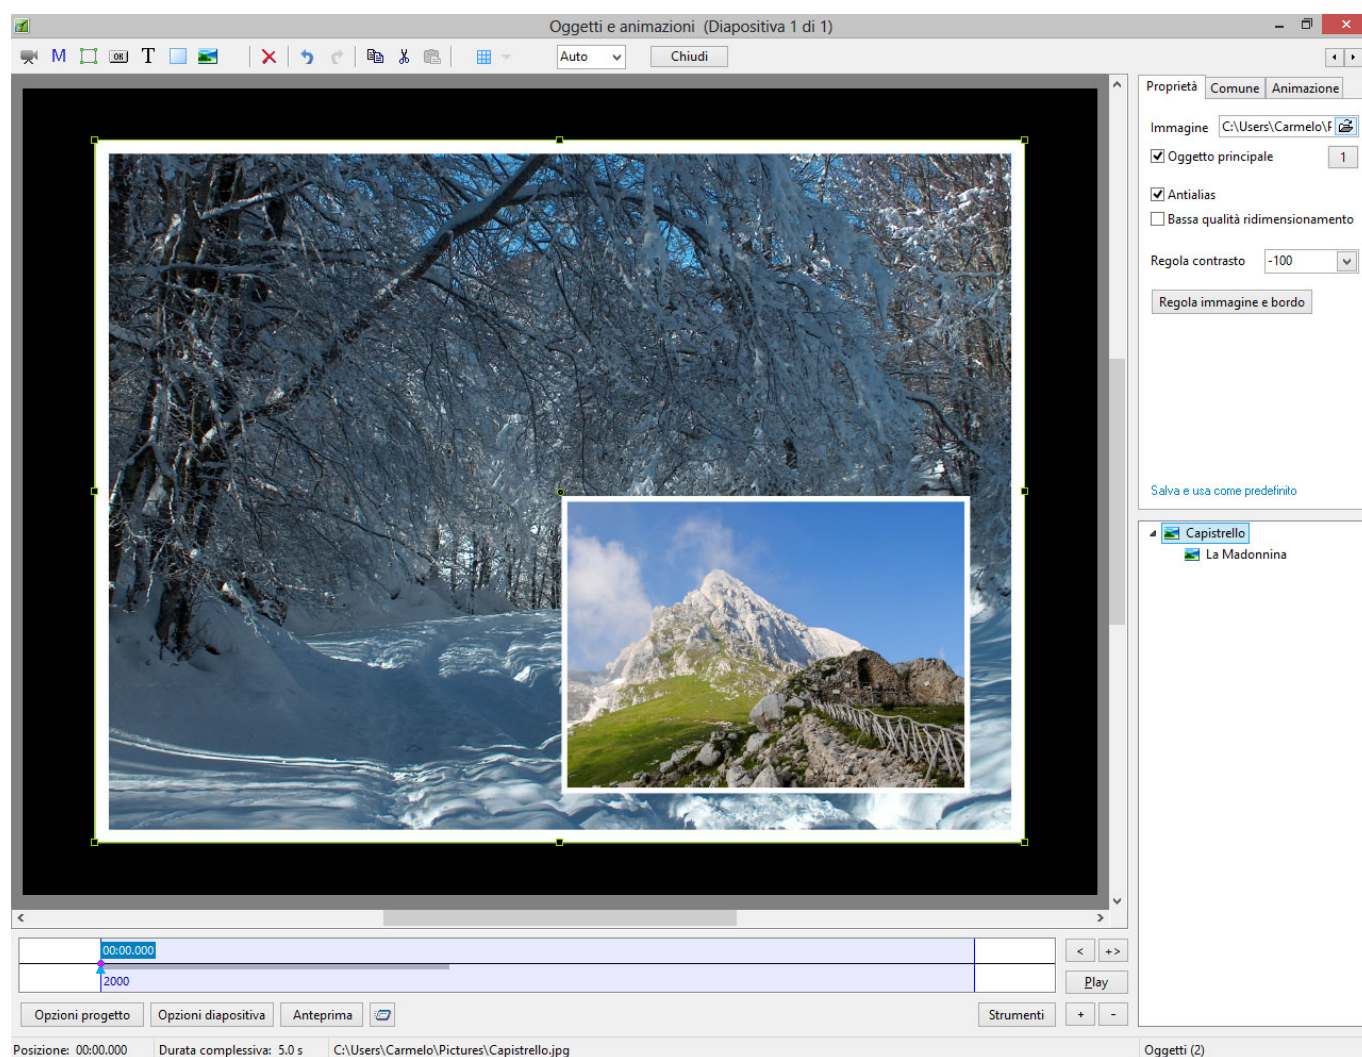 Oggetti e animazioni (Diapositiva 1 di 1)
M OK T Auto Chiudi
Proprietà Comune Animazione
Immagine C:\Users\Carmelo\F
Oggetto principale 1
Antialias
Bassa qualità ridimensionamento
Regola contrasto -100
Regola immagine e bordo
Salva e usa come predefinito
Capistrello
La Madonnina
00:00.000 < +>
2000 Play
Opzioni progetto Opzioni diapositiva Anteprima Strumenti + -
Posizione: 00:00.000 Durata complessiva: 5.0 s C:\Users\Carmelo\Pictures\Capistrello.jpg Oggetti (2)